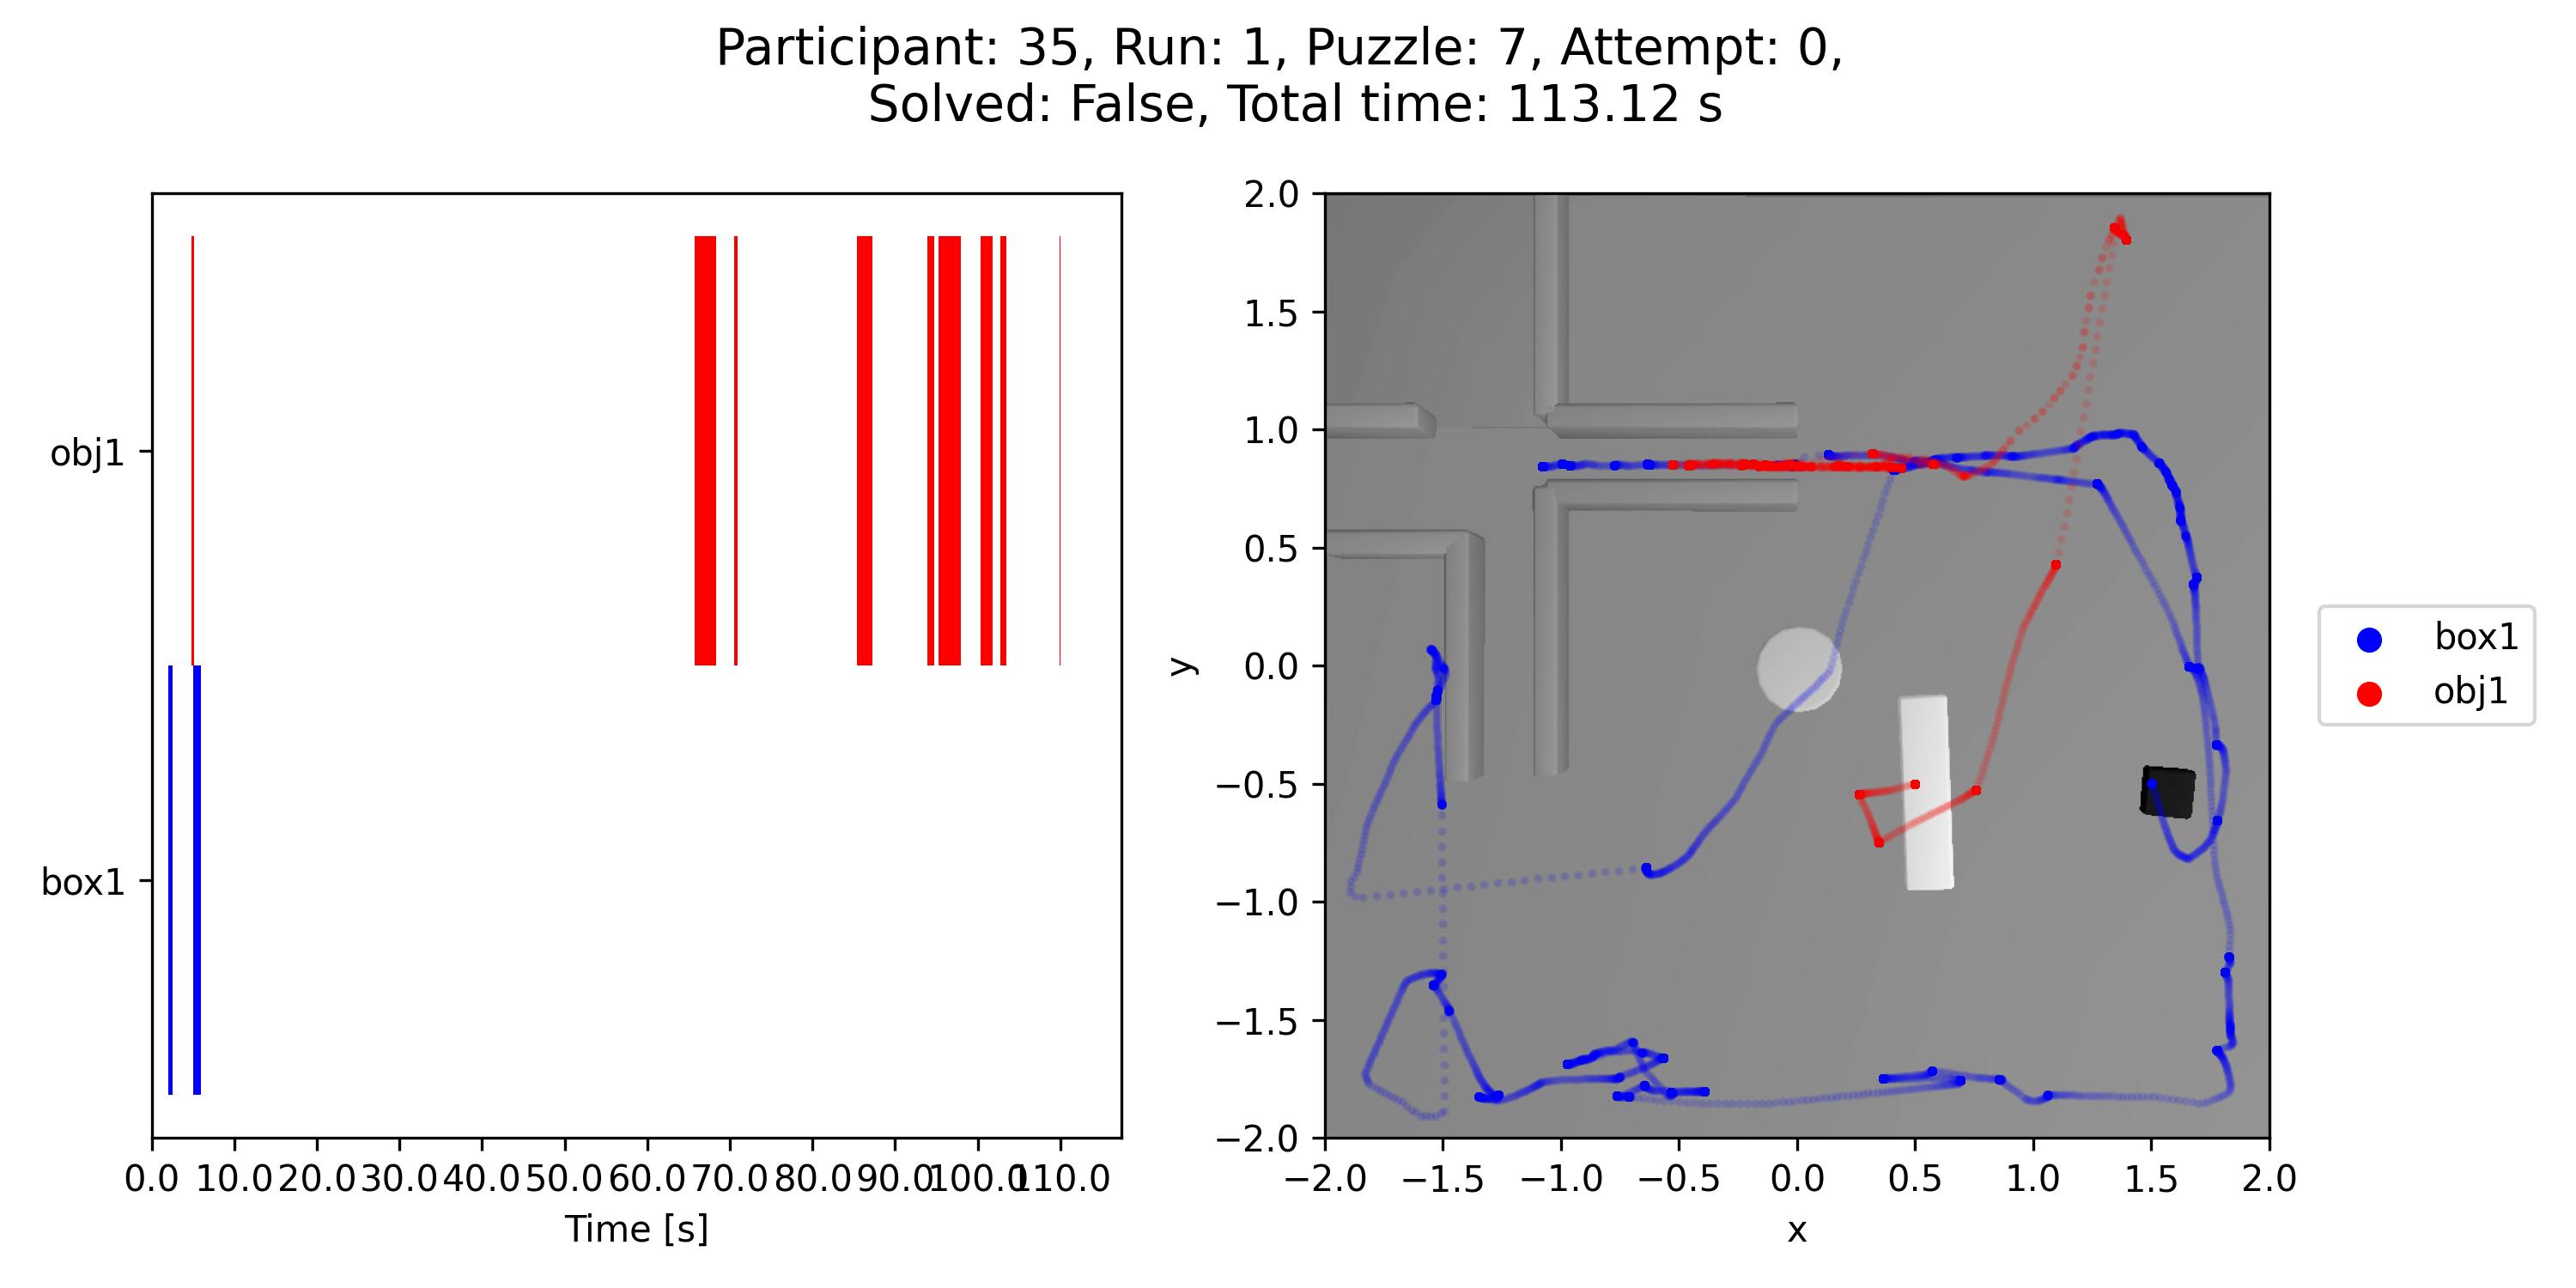 Participant: 35, Run: 1, Puzzle: 7, Attempt: 0,
Solved: False, Total time: 113.12 s
obj1
box1
0.0 10.0 20.0 30.0 40.0 50.0 60.0 70.0 80.0 90.0 100.0 110.0
Time [s]
2.0
1.5
1.0
0.5
0.0
−0.5
−1.0
−1.5
−2.0
y
−2.0 −1.5 −1.0 −0.5 0.0 0.5 1.0 1.5 2.0
x
box1
obj1